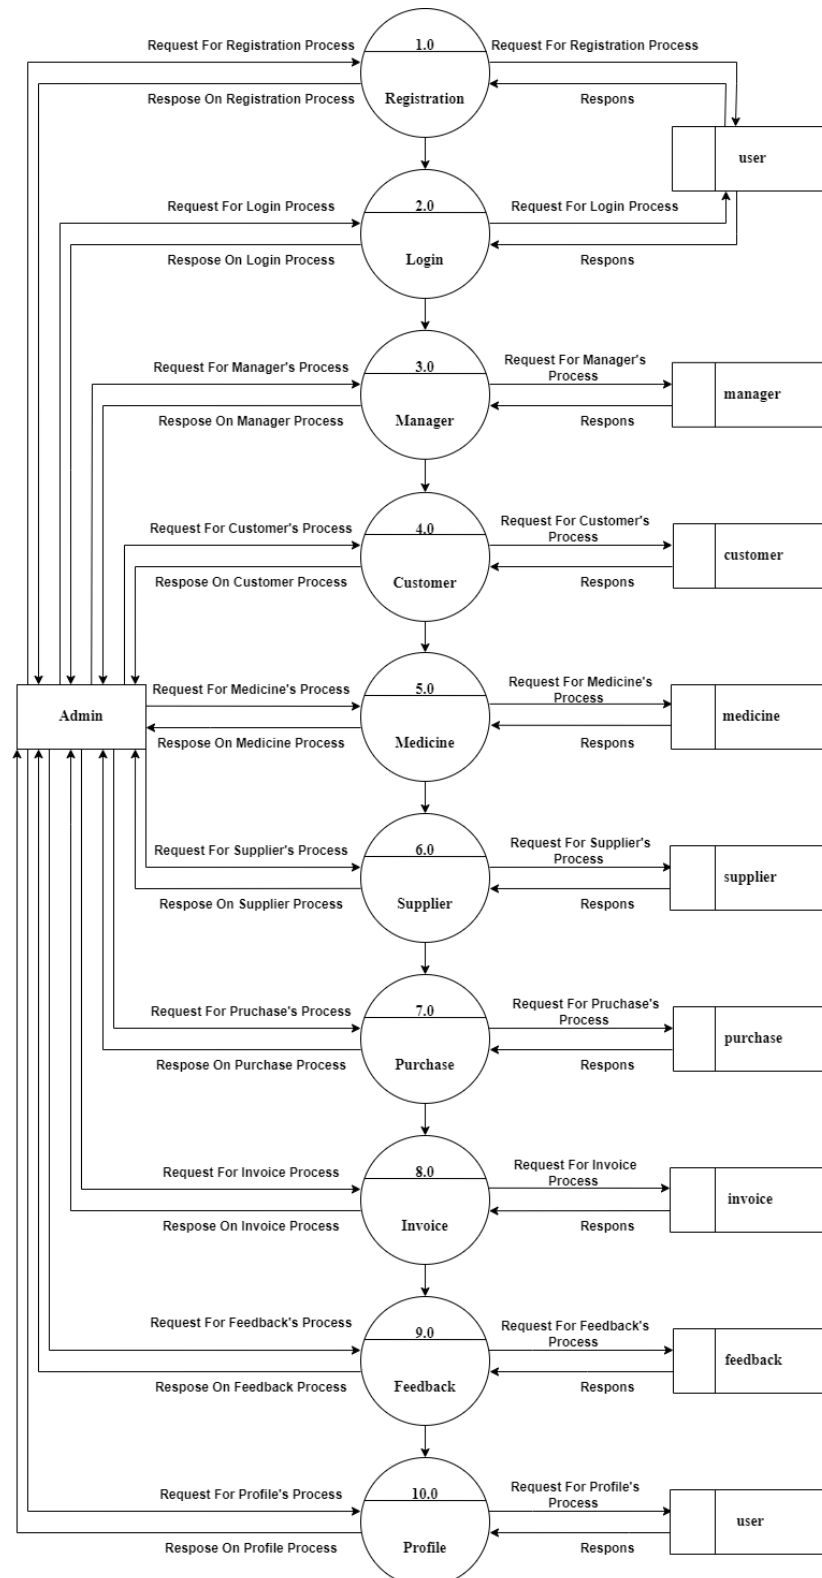 Request For Registration Process
1.0
Request For Registration Process
Respose On Registration Process
Registration
Respons
user
Request For Login Process
2.0
Request For Login Process
Respose On Login Process
Login
Respons
Request For Manager's Process
3.0
Request For Manager's
Process
manager
Respose On Manager Process
Manager
Respons
Request For Customer's Process
4.0
Request For Customer's
Process
customer
Respose On Customer Process
Customer
Respons
Admin
Request For Medicine's Process
5.0
Request For Medicine's
Process
medicine
Respose On Medicine Process
Medicine
Respons
Request For Supplier's Process
6.0
Request For Supplier's
Process
supplier
Respose On Supplier Process
Supplier
Respons
Request For Pruchase's Process
7.0
Request For Pruchase's
Process
purchase
Respose On Purchase Process
Purchase
Respons
Request For Invoice Process
8.0
Request For Invoice
Process
invoice
Respose On Invoice Process
Invoice
Respons
Request For Feedback's Process
9.0
Request For Feedback's
Process
feedback
Respose On Feedback Process
Feedback
Respons
Request For Profile's Process
10.0
Request For Profile's
Process
user
Respose On Profile Process
Profile
Respons